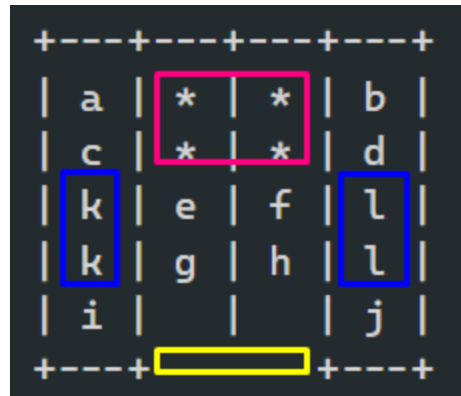 +---+---+---+---+
| a | * | * | b |
| c | * | * | d |
| k | e | f | l |
| k | g | h | l |
| i |   |   | j |
+---+       +---+